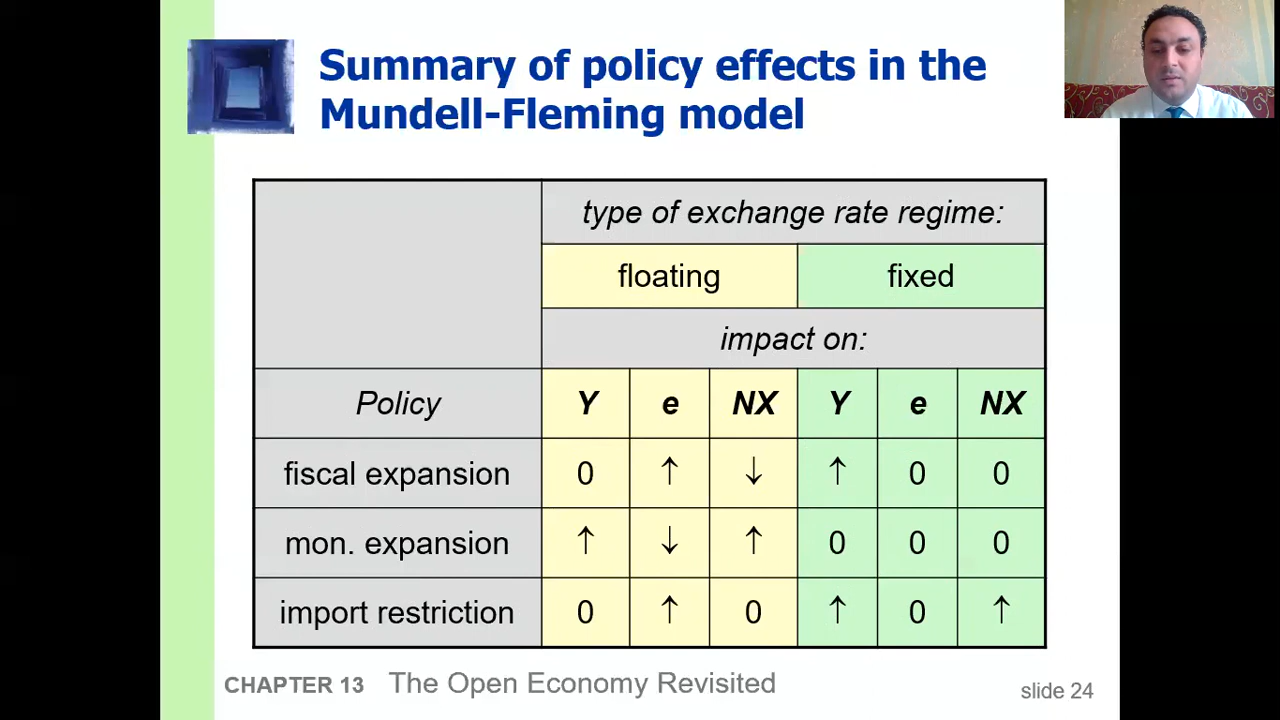 Summary of policy effects in the
Mundell-Fleming model
type of exchange rate regime:
floating fixed
impact on:
Policy Y e NX Y e NX
fiscal expansion 0 ↑ ↓ ↑ 0 0
mon. expansion ↑ ↓ ↑ 0 0 0
import restriction 0 ↑ 0 ↑ 0 ↑
CHAPTER 13 The Open Economy Revisited
slide 24